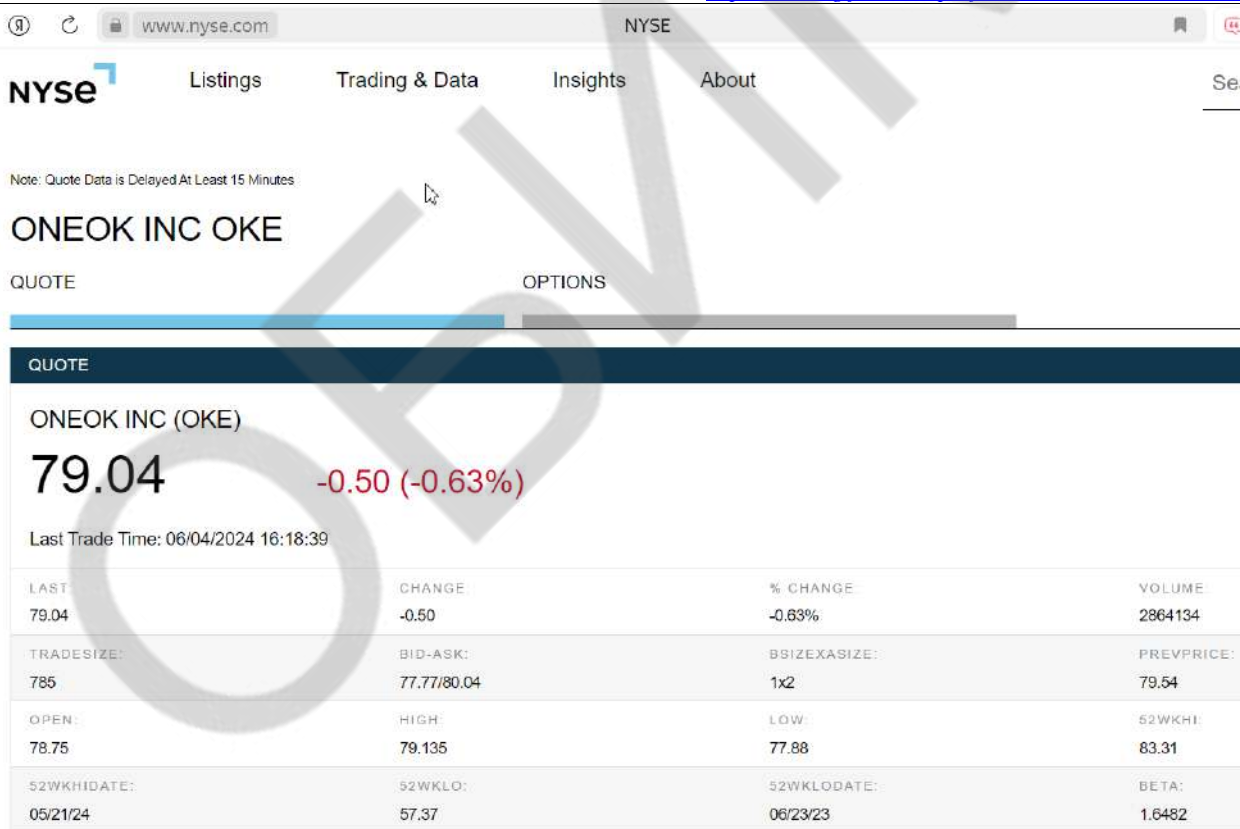 Я www.nyse.com NYSE
NYSE Listings Trading & Data Insights About
Note: Quote Data is Delayed At Least 15 Minutes
ONEOK INC OKE
QUOTE OPTIONS
QUOTE
ONEOK INC (OKE)
79.04 -0.50 (-0.63%)
Last Trade Time: 06/04/2024 16:18:39
LAST: CHANGE: % CHANGE: VOLUME:
79.04 -0.50 -0.63% 2864134
TRADESIZE: BID-ASK: BSIZEXASIZE: PREVPRICE:
785 77.77/80.04 1x2 79.54
OPEN: HIGH: LOW: 52WKHI:
78.75 79.135 77.88 83.31
52WKHIDATE: 52WKLO: 52WKLODATE: BETA:
05/21/24 57.37 06/23/23 1.6482